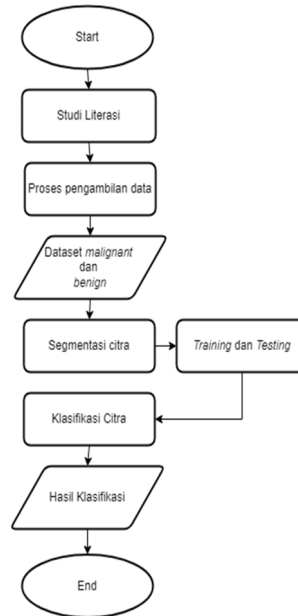 Start
Studi Literasi
Proses pengambilan data
Dataset malignant
dan
benign
Segmentasi citra
Training dan Testing
Klasifikasi Citra
Hasil Klasifikasi
End